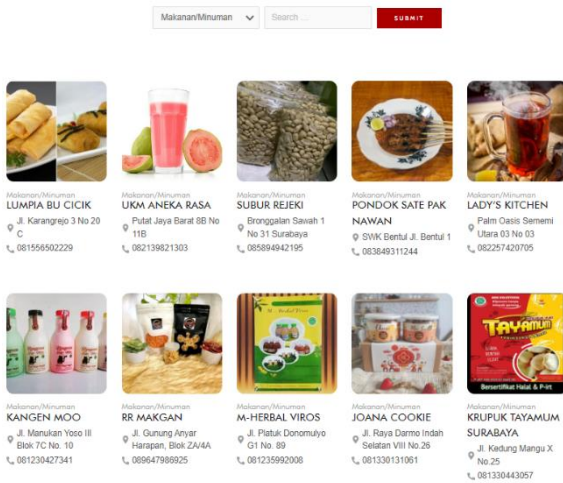 Makanan/Minuman
Search ...
SUBMIT
Makanan/Minuman
LUMPIA BU CICIK
Jl. Karangrejo 3 No 20
C
081556502229
Makanan/Minuman
UKM ANEKA RASA
Putat Jaya Barat 8B No
11B
082139821303
Makanan/Minuman
SUBUR REJEKI
Bronggalan Sawah 1
No 31 Surabaya
085894942195
Makanan/Minuman
PONDOK SATE PAK
NAWAN
SWK Bentul Jl. Bentul 1
083849311244
Makanan/Minuman
LADY'S KITCHEN
Palm Oasis Sememi
Utara 03 No 03
082257420705
Makanan/Minuman
KANGEN MOO
Jl. Manukan Yoso III
Blok 7C No. 10
081230427341
Makanan/Minuman
RR MAKGAN
Jl. Gunung Anyar
Harapan, Blok ZA/4A
089647986925
M - Herbal Viros
Makanan/Minuman
M-HERBAL VIROS
Jl. Platuk Donomulyo
G1 No. 89
081235992008
Makanan/Minuman
JOANA COOKIE
Jl. Raya Darmo Indah
Selatan VIII No.26
081330131061
TAYAMUM
Bersertifikat Halal & P-irt
Makanan/Minuman
KRUPUK TAYAMUM
SURABAYA
Jl. Kedung Mangu X
No.25
081330443057